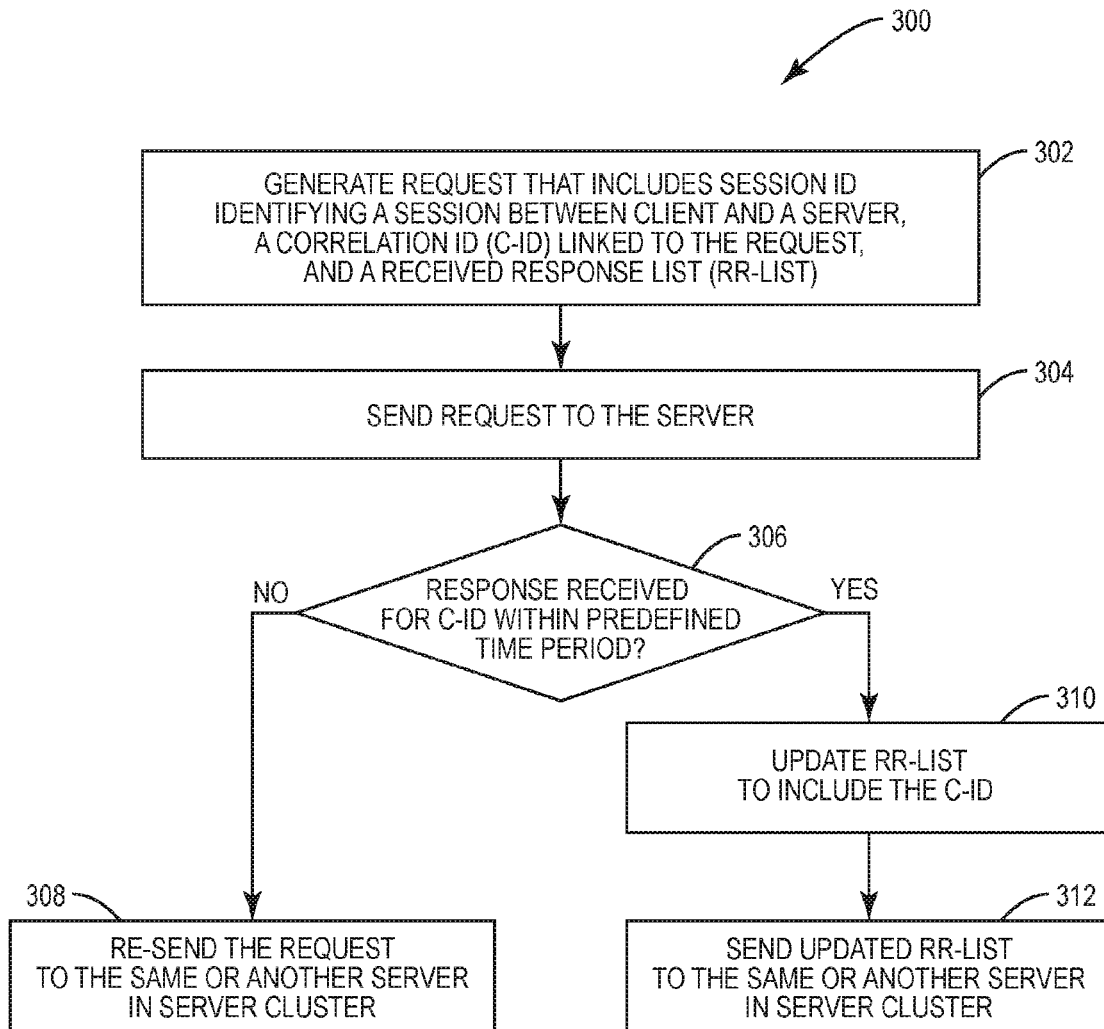 300
302
GENERATE REQUEST THAT INCLUDES SESSION ID
IDENTIFYING A SESSION BETWEEN CLIENT AND A SERVER,
A CORRELATION ID (C-ID) LINKED TO THE REQUEST,
AND A RECEIVED RESPONSE LIST (RR-LIST)
304
SEND REQUEST TO THE SERVER
306
NO
RESPONSE RECEIVED
FOR C-ID WITHIN PREDEFINED
TIME PERIOD?
YES
310
UPDATE RR-LIST
TO INCLUDE THE C-ID
308
RE-SEND THE REQUEST
TO THE SAME OR ANOTHER SERVER
IN SERVER CLUSTER
312
SEND UPDATED RR-LIST
TO THE SAME OR ANOTHER SERVER
IN SERVER CLUSTER